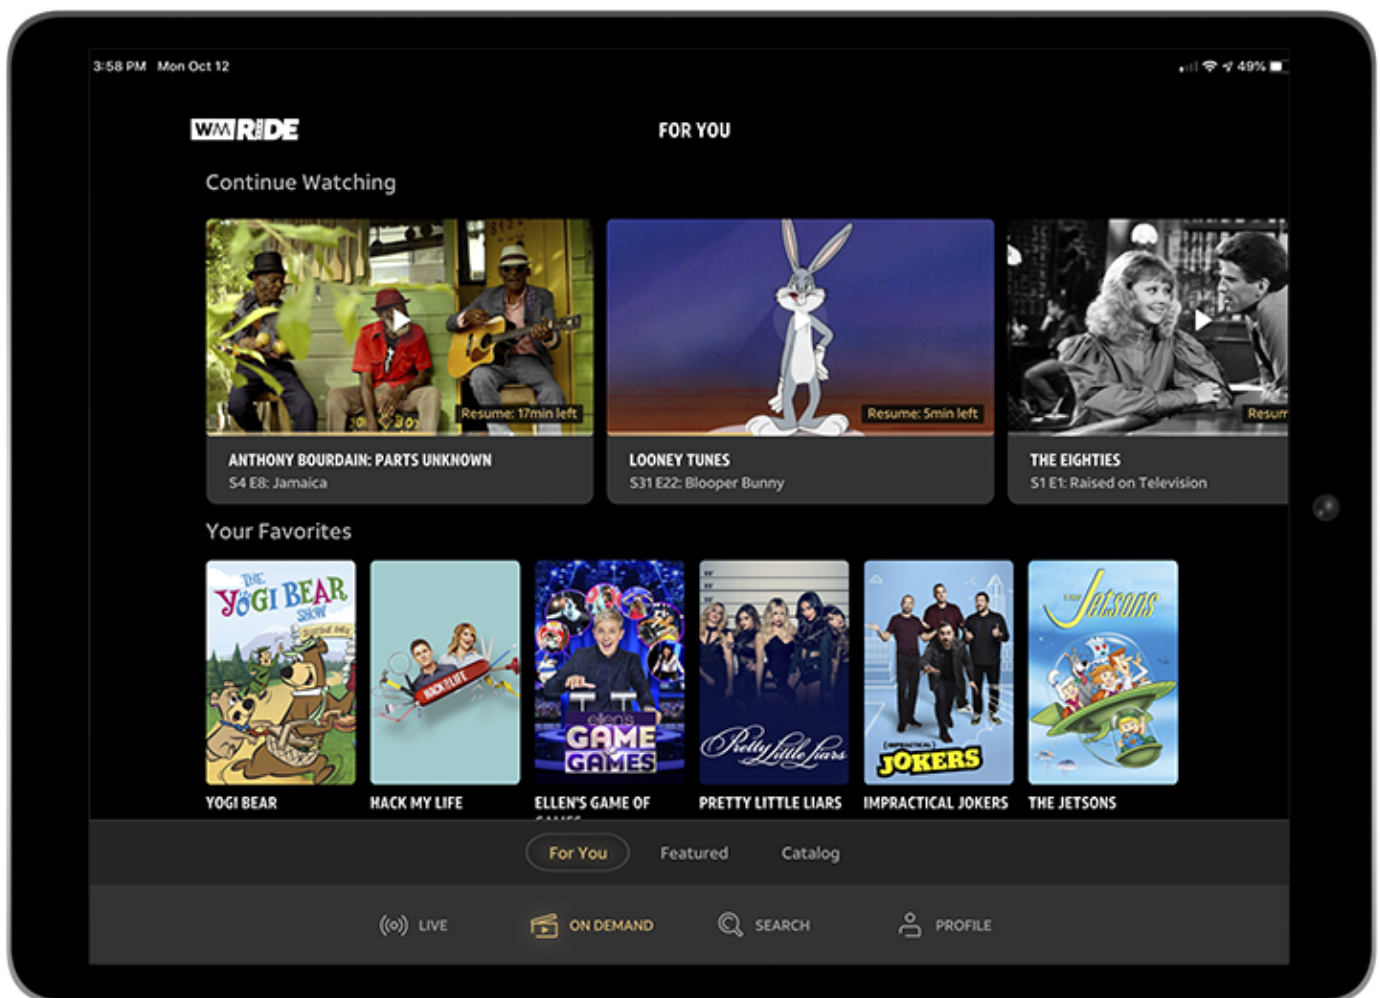 3:58 PM Mon Oct 12
49%
WM RIDE
FOR YOU
Continue Watching
Resume: 17min left
Resume: 5min left
Resum
ANTHONY BOURDAIN: PARTS UNKNOWN
S4 E8: Jamaica
LOONEY TUNES
S31 E22: Blooper Bunny
THE EIGHTIES
S1 E1: Raised on Television
Your Favorites
THE
YOGI BEAR
SHOW
HACK MY LIFE
ellen's
GAME
OF
GAMES
Pretty Little Liars
IMPRACTICAL
JOKERS
THE
Jetsons
YOGI BEAR
HACK MY LIFE
ELLEN'S GAME OF
GAMES
PRETTY LITTLE LIARS
IMPRACTICAL JOKERS
THE JETSONS
For You
Featured
Catalog
LIVE
ON DEMAND
SEARCH
PROFILE